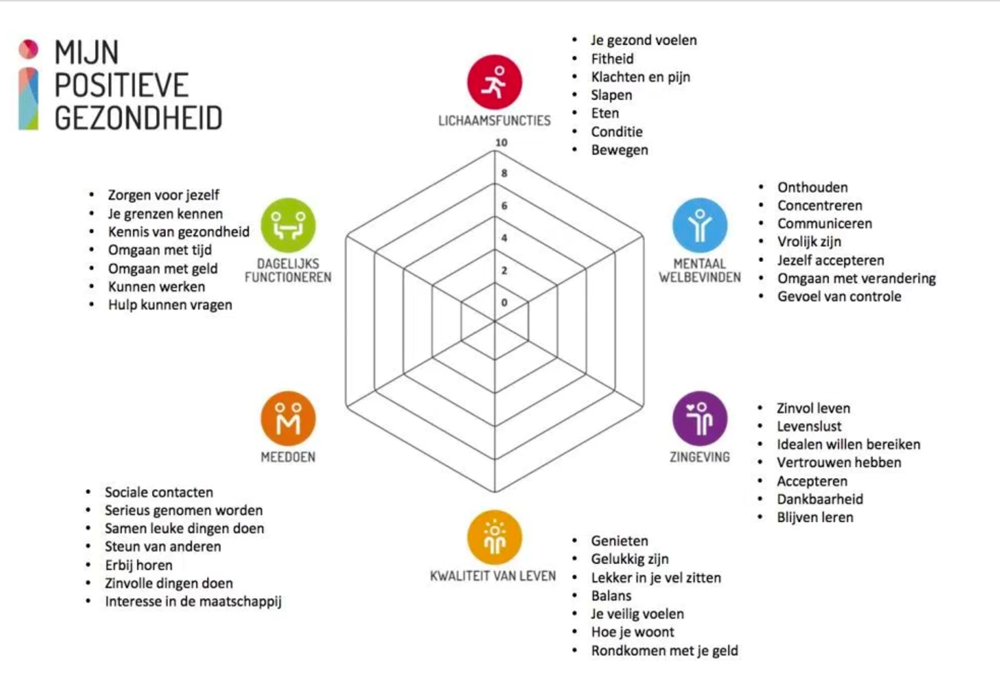 MIJN
POSITIEVE
GEZONDHEID
LICHAAMSFUNCTIES
• Je gezond voelen
• Fitheid
• Klachten en pijn
• Slapen
• Eten
• Conditie
• Bewegen
10
8
6
4
2
0
MENTAAL
WELBEVINDEN
• Onthouden
• Concentreren
• Communiceren
• Vrolijk zijn
• Jezelf accepteren
• Omgaan met verandering
• Gevoel van controle
ZINGEVING
• Zinvol leven
• Levenslust
• Idealen willen bereiken
• Vertrouwen hebben
• Accepteren
• Dankbaarheid
• Blijven leren
KWALITEIT VAN LEVEN
• Genieten
• Gelukkig zijn
• Lekker in je vel zitten
• Balans
• Je veilig voelen
• Hoe je woont
• Rondkomen met je geld
MEEDOEN
• Sociale contacten
• Serieus genomen worden
• Samen leuke dingen doen
• Steun van anderen
• Erbij horen
• Zinvolle dingen doen
• Interesse in de maatschappij
DAGELIJKS
FUNCTIONEREN
• Zorgen voor jezelf
• Je grenzen kennen
• Kennis van gezondheid
• Omgaan met tijd
• Omgaan met geld
• Kunnen werken
• Hulp kunnen vragen